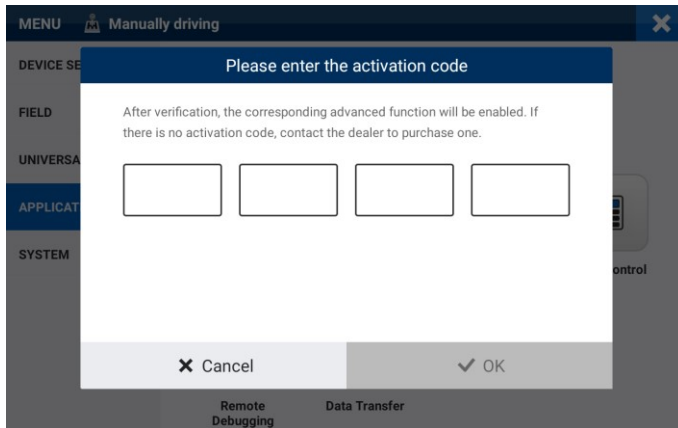 MENU Manually driving
DEVICE SE
Please enter the activation code
FIELD
After verification, the corresponding advanced function will be enabled. If
there is no activation code, contact the dealer to purchase one.
UNIVERSA
APPLICAT
SYSTEM
ontrol
Cancel
OK
Remote
Debugging
Data Transfer